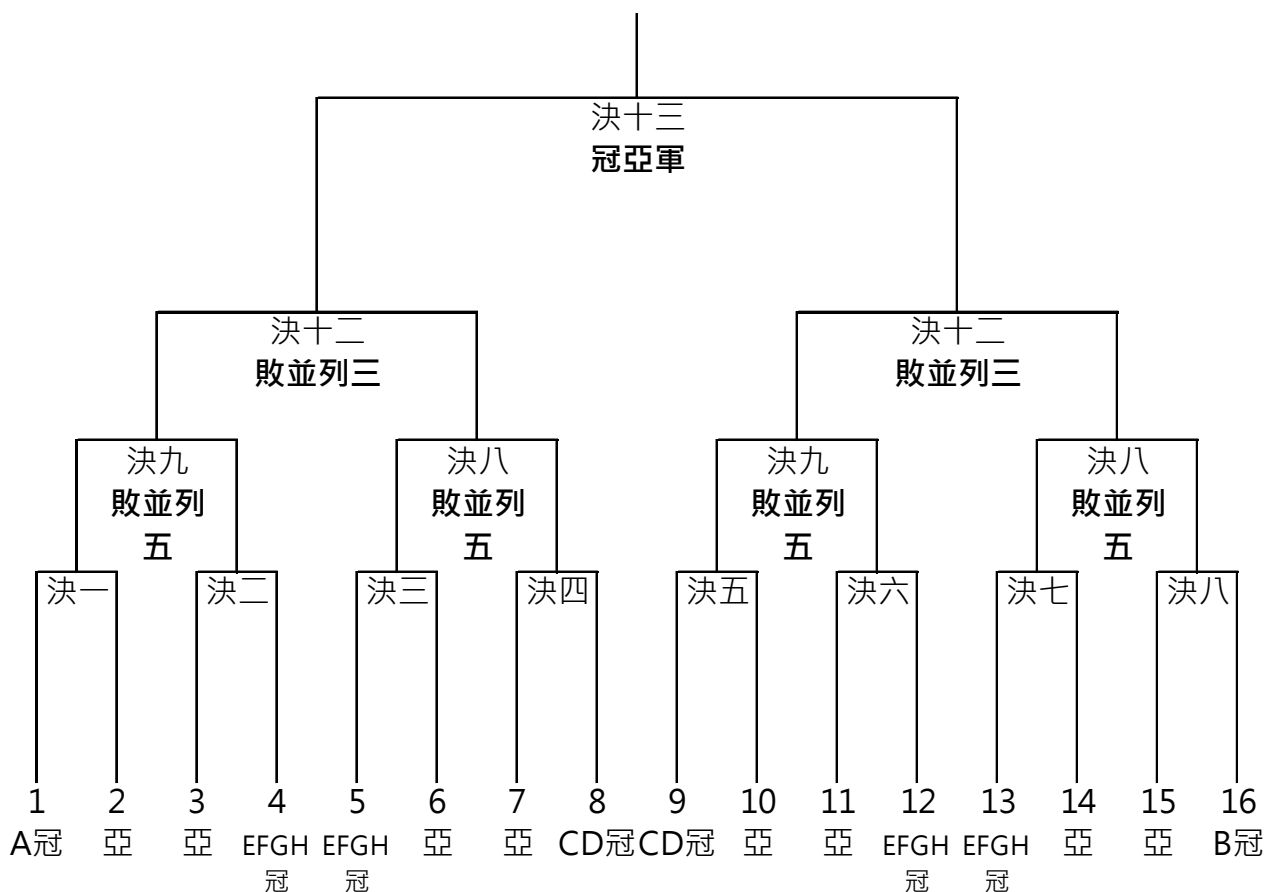 決十三
冠亞軍
決十二 決十二
敗並列三 敗並列三
決九 決八 決九 決八
敗並列 敗並列 敗並列 敗並列
五 五 五 五
決一 決二 決三 決四 決五 決六 決七 決八
1 2 3 4 5 6 7 8 9 10 11 12 13 14 15 16
A冠 亞 亞 EFGH EFGH 亞 亞 CD冠 CD冠 亞 亞 EFGH EFGH 亞 亞 B冠
冠 冠 冠 冠